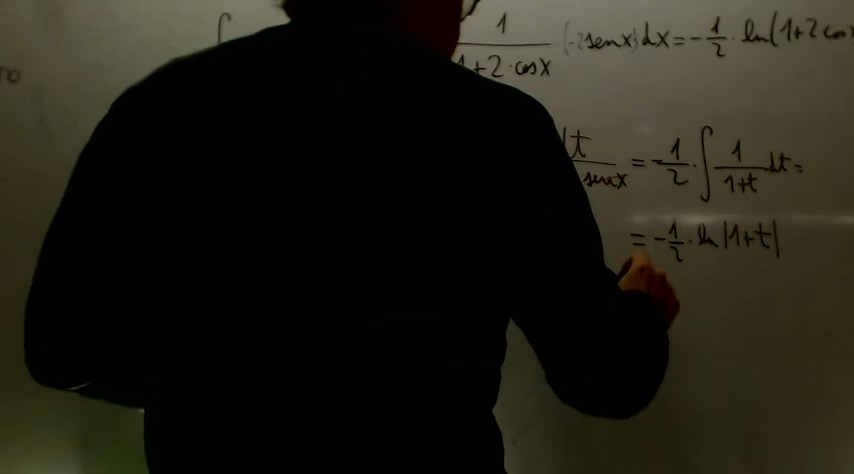 ∫ 1/(1+2·cosx) · (-2senx) dx = -1/2 · ln(1+2cosx
dt/senx = -1/2 · ∫ 1/(1+t) dt =
= -1/2 · ln|1+t|